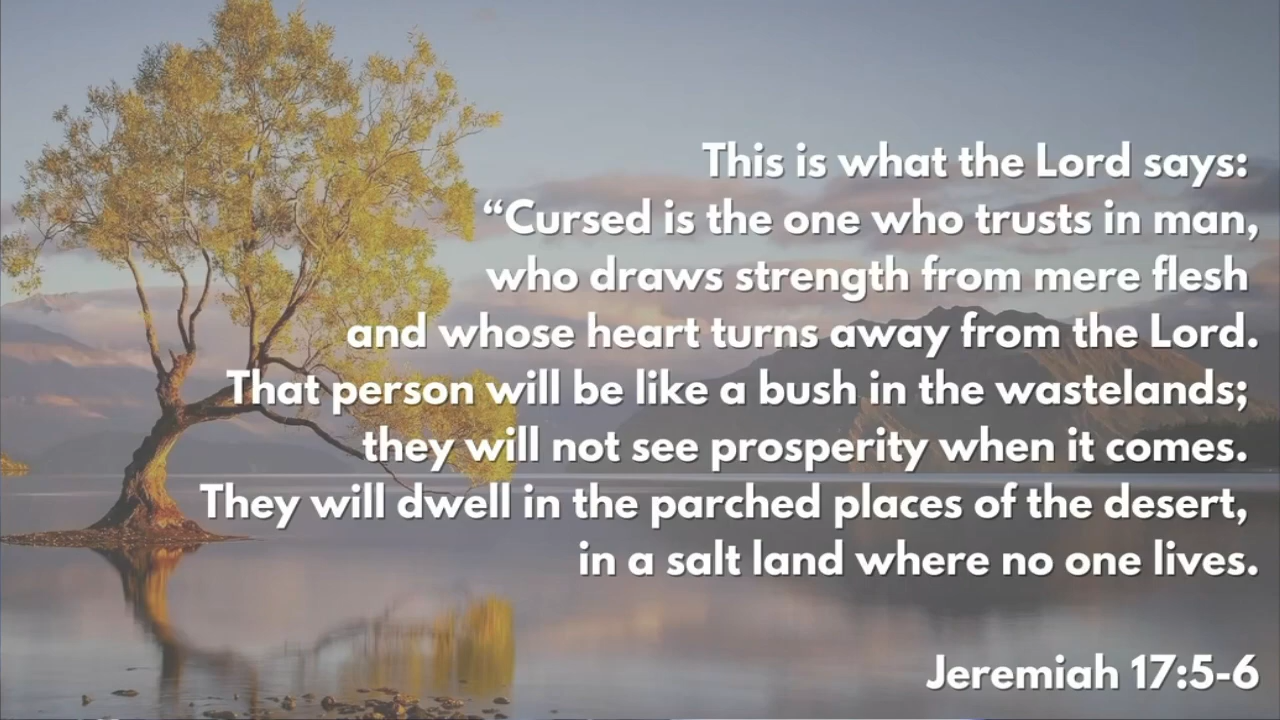 This is what the Lord says:
“Cursed is the one who trusts in man,
who draws strength from mere flesh
and whose heart turns away from the Lord.
That person will be like a bush in the wastelands;
they will not see prosperity when it comes.
They will dwell in the parched places of the desert,
in a salt land where no one lives.
Jeremiah 17:5-6